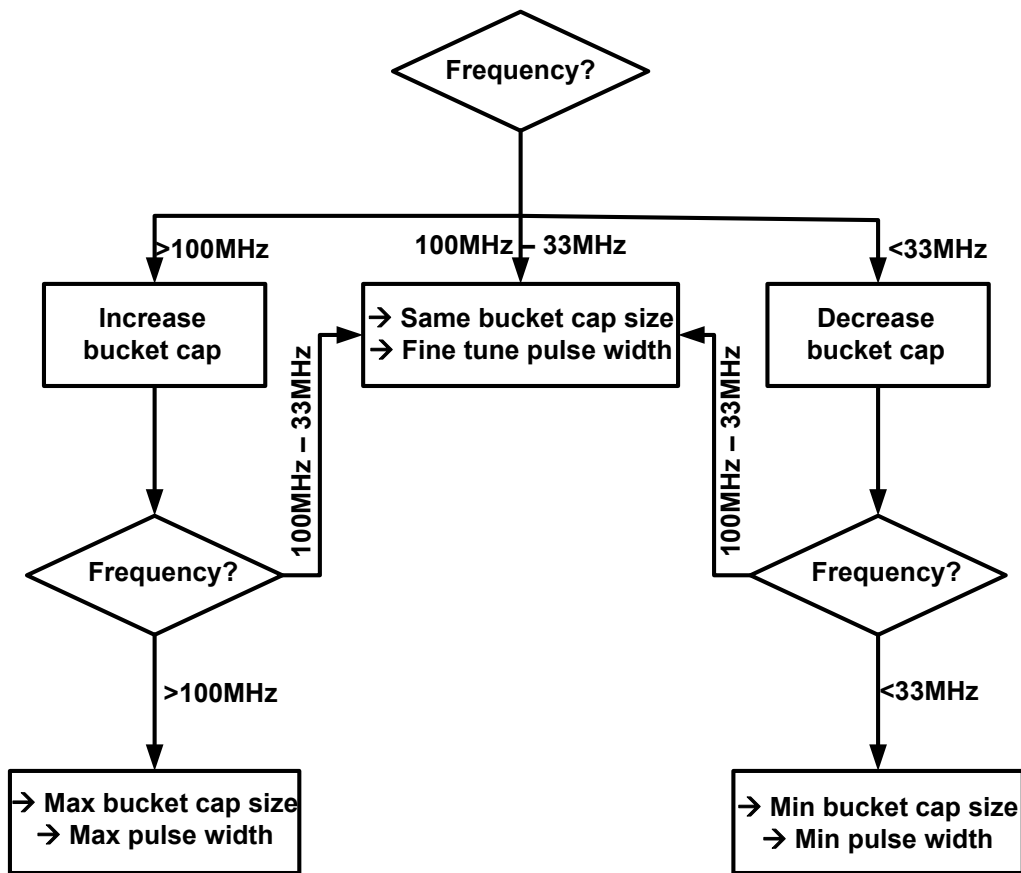 Frequency?
>100MHz
100MHz – 33MHz
<33MHz
Increase
bucket cap
→ Same bucket cap size
→ Fine tune pulse width
Decrease
bucket cap
100MHz – 33MHz
100MHz – 33MHz
Frequency?
Frequency?
>100MHz
<33MHz
→ Max bucket cap size
→ Max pulse width
→ Min bucket cap size
→ Min pulse width